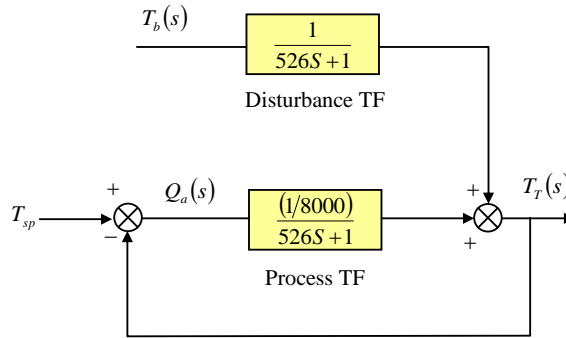 T_b(s)
1
526S + 1
Disturbance TF
+
Q_a(s)
+
T_T(s)
T_sp
−
(1/8000)
526S + 1
+
Process TF